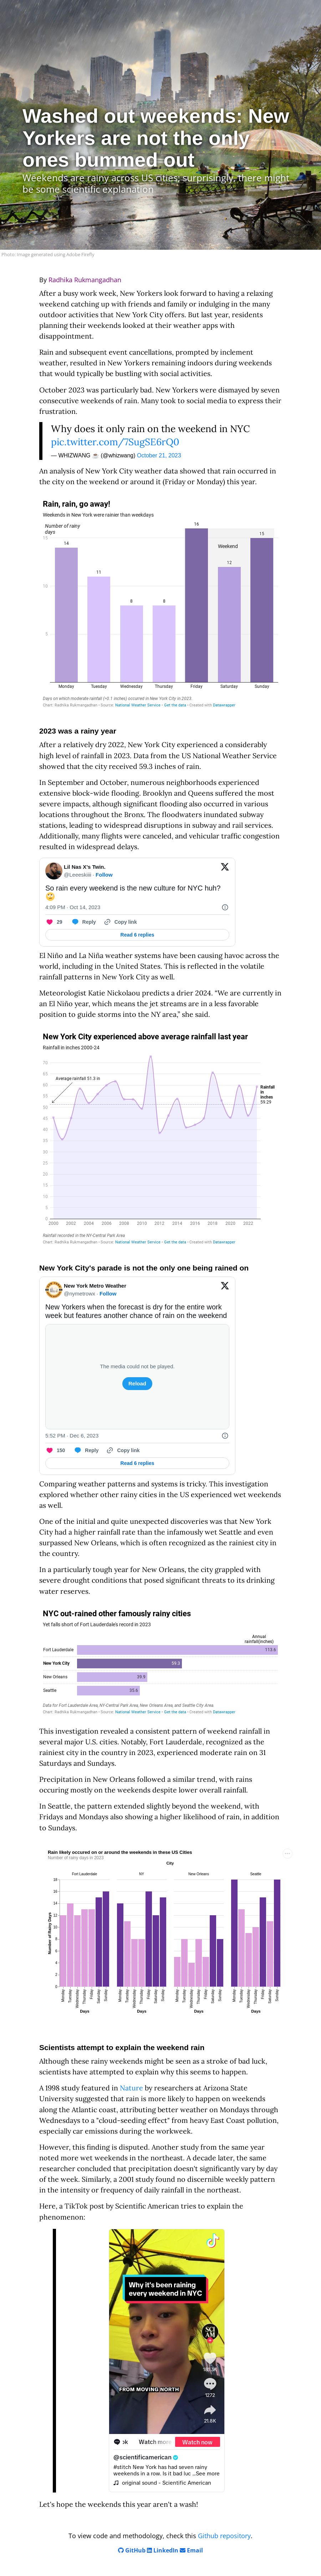 Washed out weekends: New
Yorkers are not the only
ones bummed out
Weekends are rainy across US cities; surprisingly, there might
be some scientific explanation
Photo: Image generated using Adobe Firefly
By Radhika Rukmangadhan
After a busy work week, New Yorkers look forward to having a relaxing
weekend catching up with friends and family or indulging in the many
outdoor activities that New York City offers. But last year, residents
planning their weekends looked at their weather apps with
disappointment.
Rain and subsequent event cancellations, prompted by inclement
weather, resulted in New Yorkers remaining indoors during weekends
that would typically be bustling with social activities.
October 2023 was particularly bad. New Yorkers were dismayed by seven
consecutive weekends of rain. Many took to social media to express their
frustration.
Why does it only rain on the weekend in NYC
pic.twitter.com/7SugSE6rQ0
— WHIZWANG ☕ (@whizwang) October 21, 2023
An analysis of New York City weather data showed that rain occurred in
the city on the weekend or around it (Friday or Monday) this year.
Rain, rain, go away!
Weekends in New York were rainier than weekdays
Number of rainy
days
15
10
5
14
11
8
8
16
12
15
Weekend
Monday
Tuesday
Wednesday
Thursday
Friday
Saturday
Sunday
Days on which moderate rainfall (>0.1 inches) occurred in New York City in 2023.
Chart: Radhika Rukmangadhan • Source: National Weather Service • Get the data • Created with Datawrapper
2023 was a rainy year
After a relatively dry 2022, New York City experienced a considerably
high level of rainfall in 2023. Data from the US National Weather Service
showed that the city received 59.3 inches of rain.
In September and October, numerous neighborhoods experienced
extensive block-wide flooding. Brooklyn and Queens suffered the most
severe impacts, although significant flooding also occurred in various
locations throughout the Bronx. The floodwaters inundated subway
stations, leading to widespread disruptions in subway and rail services.
Additionally, many flights were canceled, and vehicular traffic congestion
resulted in widespread delays.
Lil Nas X's Twin.
@Leeeskiii · Follow
So rain every weekend is the new culture for NYC huh?
🙄
4:09 PM · Oct 14, 2023
29 Reply Copy link
Read 6 replies
El Niño and La Niña weather systems have been causing havoc across the
world, including in the United States. This is reflected in the volatile
rainfall patterns in New York City as well.
Meteorologist Katie Nickolaou predicts a drier 2024. “We are currently in
an El Niño year, which means the jet streams are in a less favorable
position to guide storms into the NY area,” she said.
New York City experienced above average rainfall last year
Rainfall in inches 2000-24
70
65
60
55
50
45
40
35
30
25
20
15
10
5
0
Average rainfall 51.3 in
Rainfall
in
inches
59.29
2000
2002
2004
2006
2008
2010
2012
2014
2016
2018
2020
2022
Rainfall recorded in the NY-Central Park Area
Chart: Radhika Rukmangadhan • Source: National Weather Service • Get the data • Created with Datawrapper
New York City's parade is not the only one being rained on
New York Metro Weather
@nymetrowx · Follow
New Yorkers when the forecast is dry for the entire work
week but features another chance of rain on the weekend
The media could not be played.
Reload
5:52 PM · Dec 6, 2023
150 Reply Copy link
Read 6 replies
Comparing weather patterns and systems is tricky. This investigation
explored whether other rainy cities in the US experienced wet weekends
as well.
One of the initial and quite unexpected discoveries was that New York
City had a higher rainfall rate than the infamously wet Seattle and even
surpassed New Orleans, which is often recognized as the rainiest city in
the country.
In a particularly tough year for New Orleans, the city grappled with
severe drought conditions that posed significant threats to its drinking
water reserves.
NYC out-rained other famously rainy cities
Yet falls short of Fort Lauderdale's record in 2023
Annual
rainfall(inches)
Fort Lauderdale
113.6
New York City
59.3
New Orleans
39.9
Seattle
35.6
Data for Fort Lauderdale Area, NY-Central Park Area, New Orleans Area, and Seattle City Area.
Chart: Radhika Rukmangadhan • Source: National Weather Service • Get the data • Created with Datawrapper
This investigation revealed a consistent pattern of weekend rainfall in
several major U.S. cities. Notably, Fort Lauderdale, recognized as the
rainiest city in the country in 2023, experienced moderate rain on 31
Saturdays and Sundays.
Precipitation in New Orleans followed a similar trend, with rains
occuring mostly on the weekends despite lower overall rainfall.
In Seattle, the pattern extended slightly beyond the weekend, with
Fridays and Mondays also showing a higher likelihood of rain, in addition
to Sundays.
Rain likely occured on or around the weekend in these US Cities
Number of rainy days in 2023
City
Fort Lauderdale
NY
New Orleans
Seattle
Number of Rainy Days
18
16
14
12
10
8
6
4
2
0
Monday
Tuesday
Wednesday
Thursday
Friday
Saturday
Sunday
Monday
Tuesday
Wednesday
Thursday
Friday
Saturday
Sunday
Monday
Tuesday
Wednesday
Thursday
Friday
Saturday
Sunday
Monday
Tuesday
Wednesday
Thursday
Friday
Saturday
Sunday
Days
Days
Days
Days
Scientists attempt to explain the weekend rain
Although these rainy weekends might be seen as a stroke of bad luck,
scientists have attempted to explain why this seems to happen.
A 1998 study featured in Nature by researchers at Arizona State
University suggested that rain is more likely to happen on weekends
along the Atlantic coast, attributing better weather on Mondays through
Wednesdays to a "cloud-seeding effect" from heavy East Coast pollution,
especially car emissions during the workweek.
However, this finding is disputed. Another study from the same year
noted more wet weekends in the northeast. A decade later, the same
researcher concluded that precipitation doesn't significantly vary by day
of the week. Similarly, a 2001 study found no discernible weekly pattern
in the intensity or frequency of daily rainfall in the northeast.
Here, a TikTok post by Scientific American tries to explain the
phenomenon:
Why it's been raining
every weekend in NYC
SCI
AM
1272
21.6K
FROM MOVING NORTH
Watch more
Watch now
@scientificamerican
#stitch New York has had seven rainy
weekends in a row. Is it bad luc ...See more
original sound - Scientific American
Let's hope the weekends this year aren't a wash!
To view code and methodology, check this Github repository.
GitHub LinkedIn Email